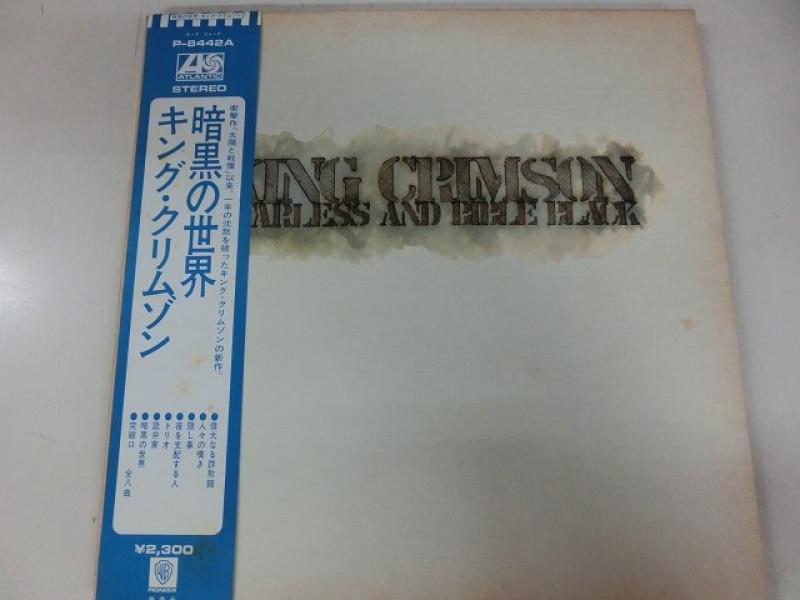 P-8442A
ATLANTIC
STEREO
衝撃作、「太陽と戦慄」以来、一年の沈黙を破ったキング・クリムゾンの新作。
暗黒の世界
キング・クリムゾン
●偉大なる詐欺師
●人々の嘆き
●隠し事
●夜を支配する人
●トリオ
●詭弁家
●暗黒の世界
●突破口
全八曲
¥2,300
WB
PIONEER
KING CRIMSON
ARLESS AND BIBLE BLACK